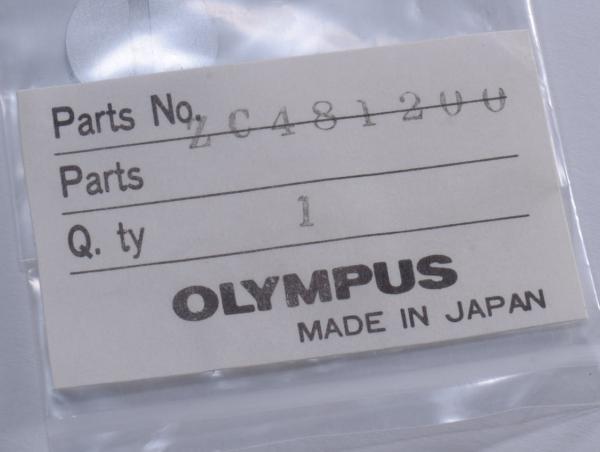 Parts No. ZC481200
Parts
Q. ty 1
OLYMPUS
MADE IN JAPAN